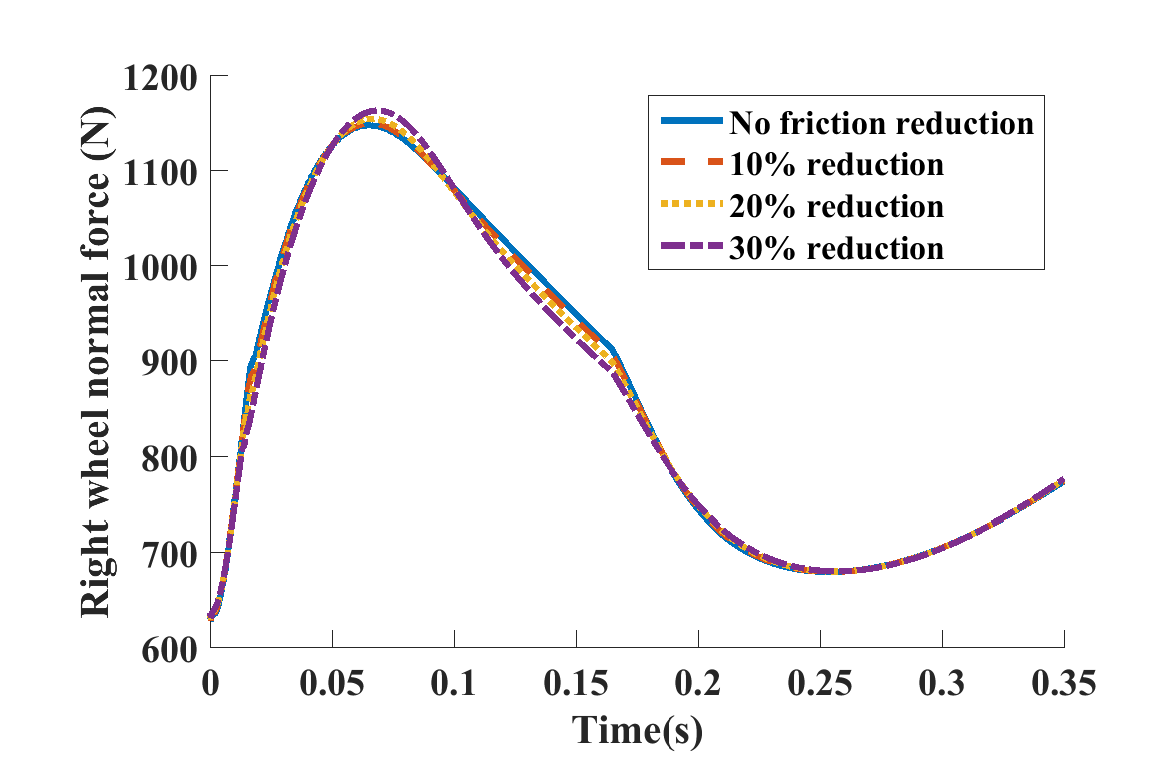 Right wheel normal force (N)
1200
1100
1000
900
800
700
600
No friction reduction
10% reduction
20% reduction
30% reduction
0 0.05 0.1 0.15 0.2 0.25 0.3 0.35
Time(s)